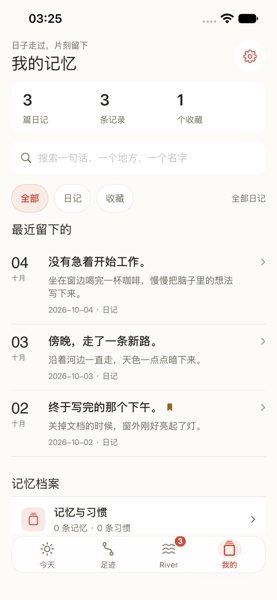 03:25
日子走过，片刻留下
我的记忆
3 3 1
篇日记 条记录 个收藏
搜索一句话，一个地方，一个名字
全部 日记 收藏 全部日记
最近留下的
04 没有急着开始工作。
十月 坐在窗边喝完一杯咖啡，慢慢把脑子里的想法
写下来。
2026-10-04 · 日记
03 傍晚，走了一条新路。
十月 沿着河边一直走，天色一点点暗下来。
2026-10-03 · 日记
02 终于写完的那个下午。
十月 关掉文档的时候，窗外刚好亮起了灯。
2026-10-02 · 日记
记忆档案
记忆与习惯
0 条记忆 · 0 条习惯
3
今天 足迹 River 我的